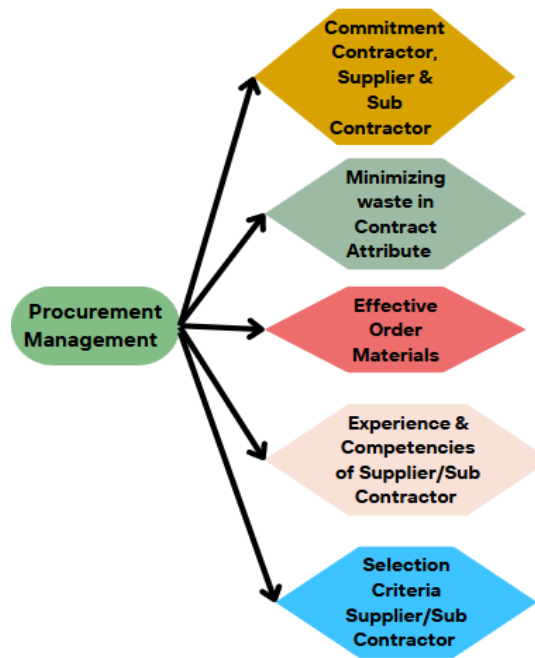 Commitment
Contractor,
Supplier &
Sub
Contractor
Minimizing
waste in
Contract
Attribute
Procurement
Management
Effective
Order
Materials
Experience &
Competencies
of Supplier/Sub
Contractor
Selection
Criteria
Supplier/Sub
Contractor